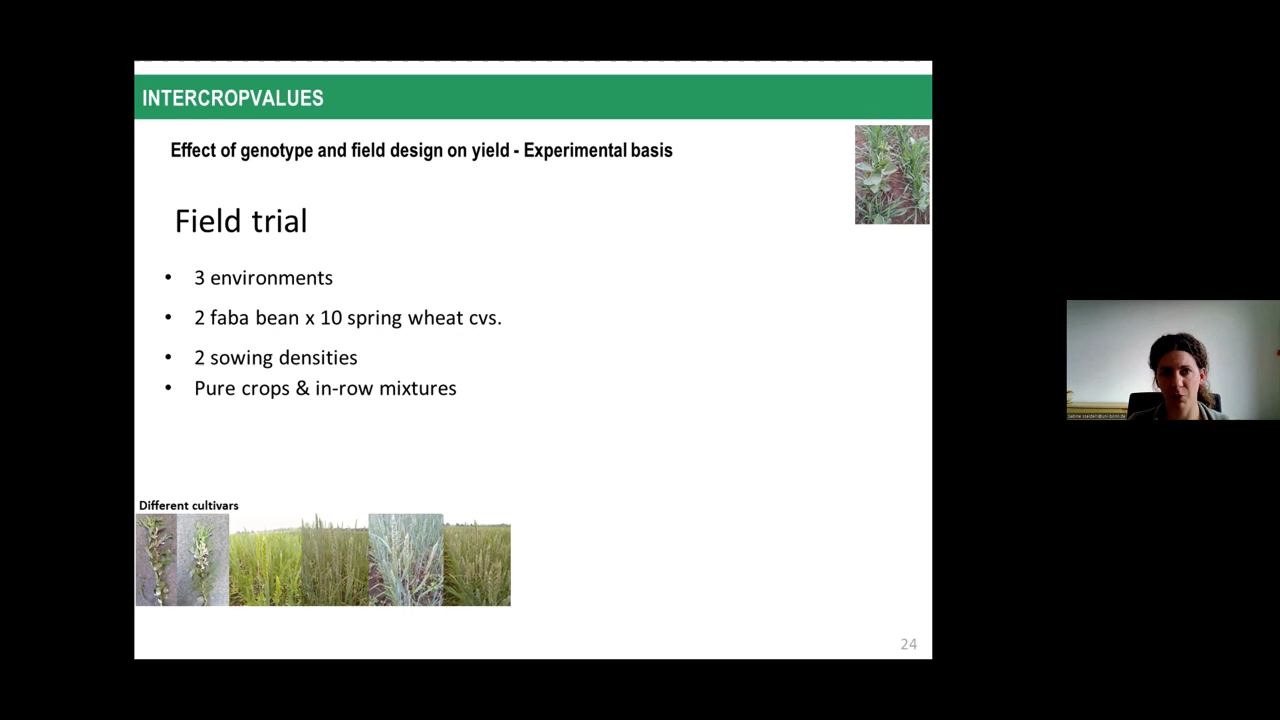 INTERCROPVALUES
Effect of genotype and field design on yield - Experimental basis
Field trial
• 3 environments
• 2 faba bean x 10 spring wheat cvs.
• 2 sowing densities
• Pure crops & in-row mixtures
Different cultivars
24